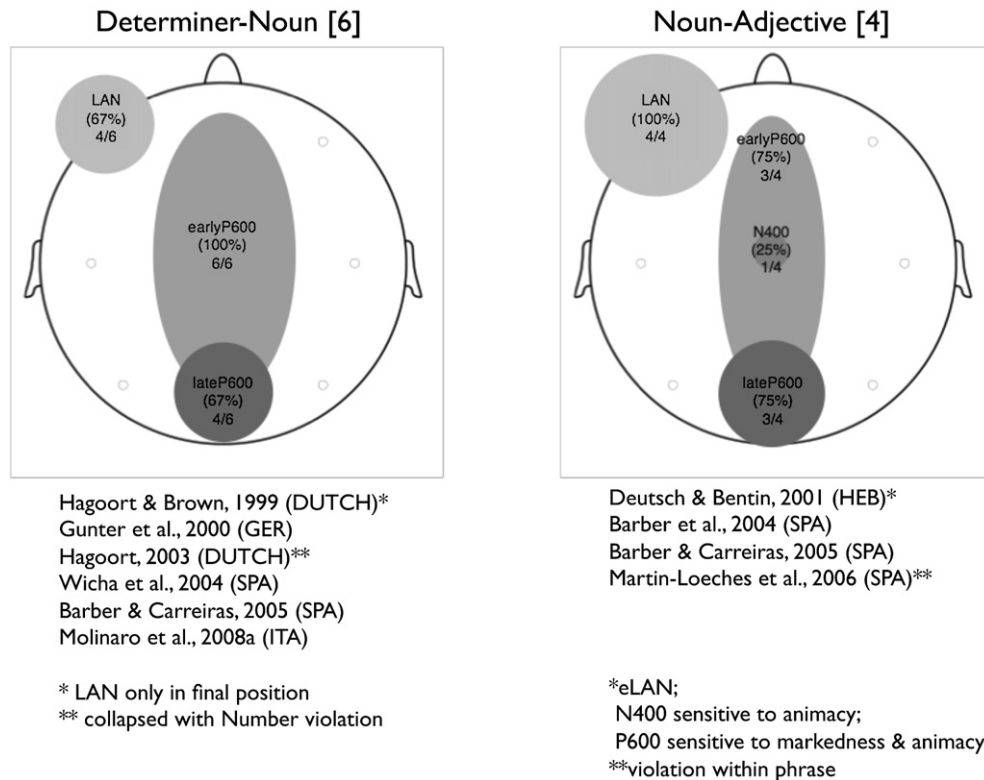 Determiner-Noun [6]
LAN
(67%)
4/6
earlyP600
(100%)
6/6
lateP600
(67%)
4/6
Hagoort & Brown, 1999 (DUTCH)*
Gunter et al., 2000 (GER)
Hagoort, 2003 (DUTCH)**
Wicha et al., 2004 (SPA)
Barber & Carreiras, 2005 (SPA)
Molinaro et al., 2008a (ITA)
* LAN only in final position
** collapsed with Number violation
Noun-Adjective [4]
LAN
(100%)
4/4
earlyP600
(75%)
3/4
N400
(25%)
1/4
lateP600
(75%)
3/4
Deutsch & Bentin, 2001 (HEB)*
Barber et al., 2004 (SPA)
Barber & Carreiras, 2005 (SPA)
Martin-Loeches et al., 2006 (SPA)**
*eLAN;
N400 sensitive to animacy;
P600 sensitive to markedness & animacy
**violation within phrase